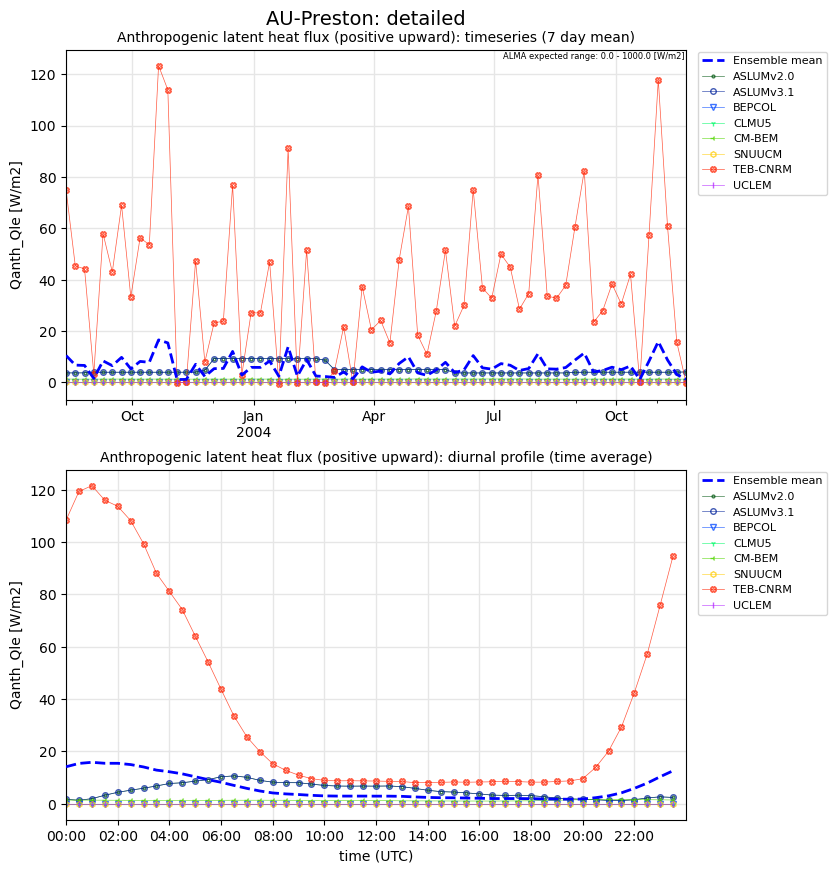 AU-Preston: detailed
Anthropogenic latent heat flux (positive upward): timeseries (7 day mean)
ALMA expected range: 0.0 - 1000.0 [W/m2]
Qanth_Qle [W/m2]
120
100
80
60
40
20
0
Oct
Jan
2004
Apr
Jul
Oct
Ensemble mean
ASLUMv2.0
ASLUMv3.1
BEPCOL
CLMU5
CM-BEM
SNUUCM
TEB-CNRM
UCLEM
Anthropogenic latent heat flux (positive upward): diurnal profile (time average)
Qanth_Qle [W/m2]
120
100
80
60
40
20
0
00:00
02:00
04:00
06:00
08:00
10:00
12:00
14:00
16:00
18:00
20:00
22:00
time (UTC)
Ensemble mean
ASLUMv2.0
ASLUMv3.1
BEPCOL
CLMU5
CM-BEM
SNUUCM
TEB-CNRM
UCLEM